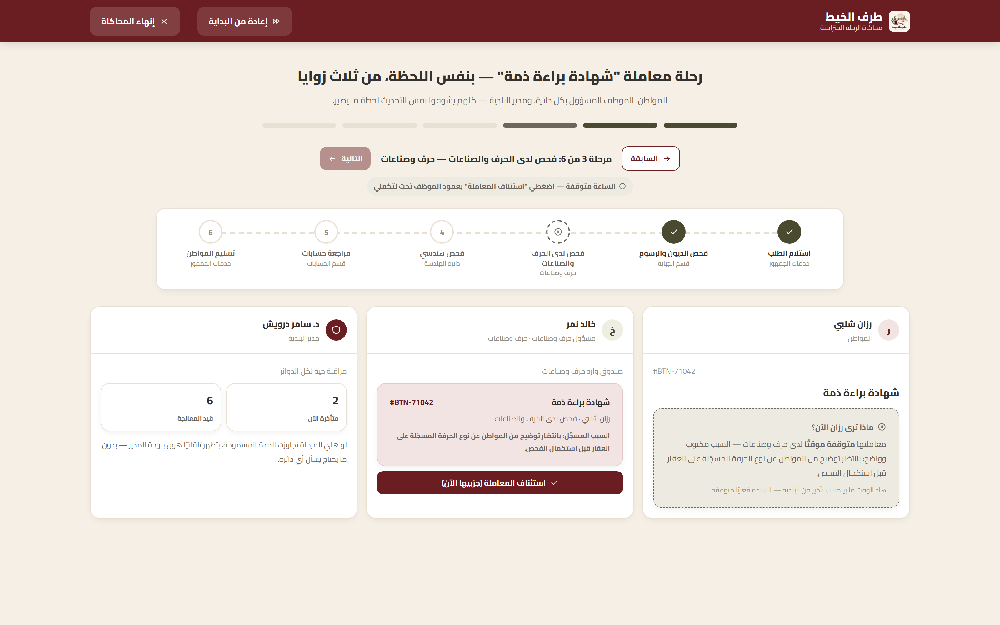 طرف الخيط
محاكاة الرحلة المتزامنة
طرف الخيط
إعادة من البداية
إنهاء المحاكاة
رحلة معاملة "شهادة براءة ذمة" — بنفس اللحظة، من ثلاث زوايا
المواطن، الموظف المسؤول بكل دائرة، ومدير البلدية — كلهم يشوفوا نفس التحديث لحظة ما يصير.
السابقة
مرحلة 3 من 6: فحص لدى الحرف والصناعات — حرف وصناعات
التالية
الساعة متوقفة — اضغطي "استئناف المعاملة" بعمود الموظف تحت لتكملي
استلام الطلب
خدمات الجمهور
فحص الديون والرسوم
قسم الجباية
فحص لدى الحرف
والصناعات
حرف وصناعات
4
فحص هندسي
دائرة الهندسة
5
مراجعة حسابات
قسم الحسابات
6
تسليم المواطن
خدمات الجمهور
ر
رزان شلبي
المواطن
#BTN-71042
شهادة براءة ذمة
ماذا ترى رزان الآن؟
معاملتها متوقفة مؤقتًا لدى حرف وصناعات — السبب مكتوب
وواضح: بانتظار توضيح من المواطن عن نوع الحرفة المسجّلة على العقار
قبل استكمال الفحص.
هاد الوقت ما بينحسب تأخير من البلدية — الساعة فعليًا متوقفة.
خ
خالد نمر
مسؤول حرف وصناعات · حرف وصناعات
صندوق وارد حرف وصناعات
شهادة براءة ذمة
#BTN-71042
رزان شلبي · فحص لدى الحرف والصناعات
السبب المسجَّل: بانتظار توضيح من المواطن عن نوع الحرفة المسجّلة على
العقار قبل استكمال الفحص.
استئناف المعاملة (جرّبيها الآن)
د. سامر درويش
مدير البلدية
مراقبة حية لكل الدوائر
2
متأخرة الآن
6
قيد المعالجة
لو هاي المرحلة تجاوزت المدة المسموحة، بتظهر تلقائيًا هون بلوحة المدير — بدون
ما يحتاج يسأل أي دائرة.